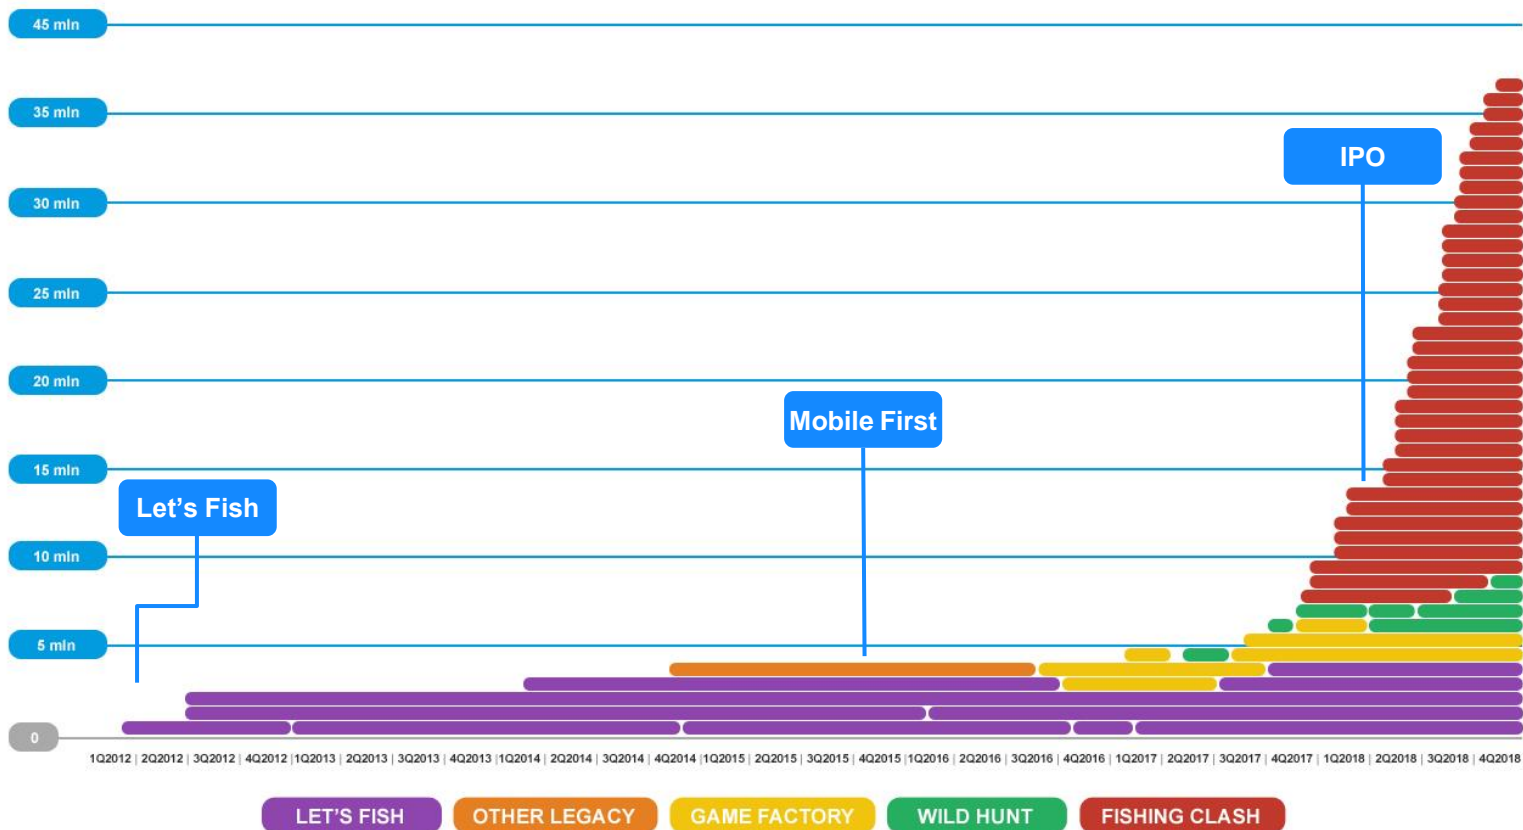 45 mln
35 mln
30 mln
25 mln
20 mln
15 mln
10 mln
5 mln
0
IPO
Mobile First
Let's Fish
1Q2012 | 2Q2012 | 3Q2012 | 4Q2012 | 1Q2013 | 2Q2013 | 3Q2013 | 4Q2013 | 1Q2014 | 2Q2014 | 3Q2014 | 4Q2014 | 1Q2015 | 2Q2015 | 3Q2015 | 4Q2015 | 1Q2016 | 2Q2016 | 3Q2016 | 4Q2016 | 1Q2017 | 2Q2017 | 3Q2017 | 4Q2017 | 1Q2018 | 2Q2018 | 3Q2018 | 4Q2018
LET'S FISH OTHER LEGACY GAME FACTORY WILD HUNT FISHING CLASH